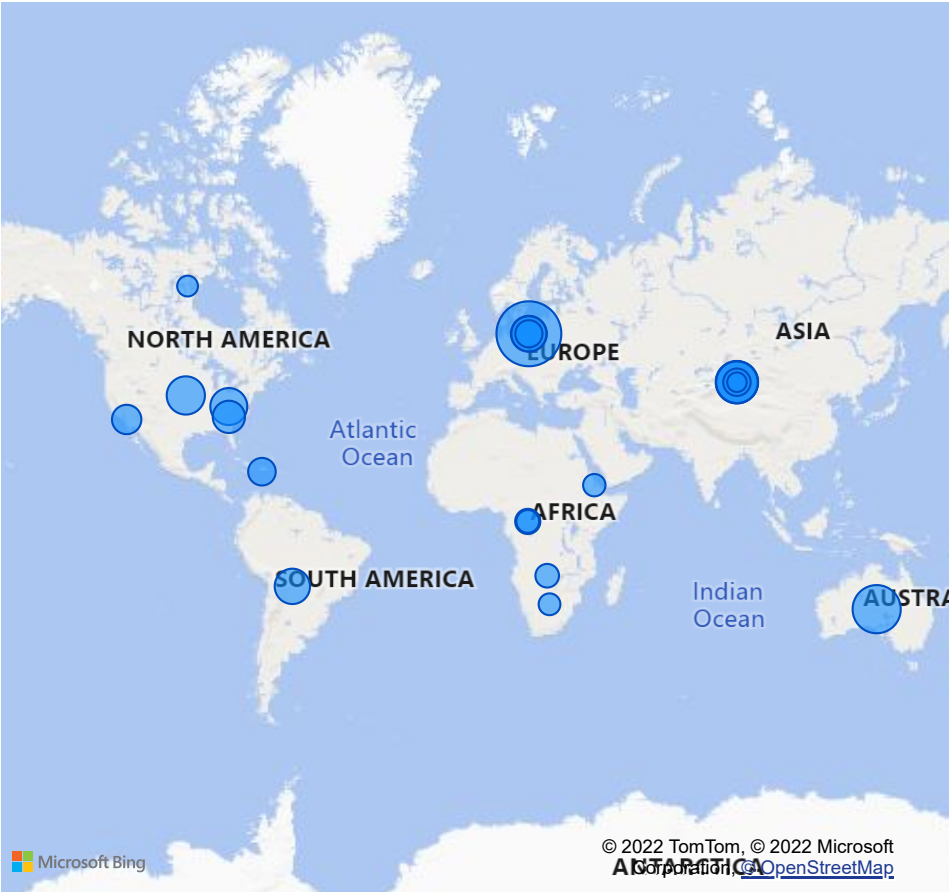 NORTH AMERICA
ASIA
EUROPE
Atlantic
Ocean
AFRICA
SOUTH AMERICA
Indian
Ocean
AUSTRA
© 2022 TomTom, © 2022 Microsoft
Corporation, © OpenStreetMap
ANTARCTICA
Microsoft Bing